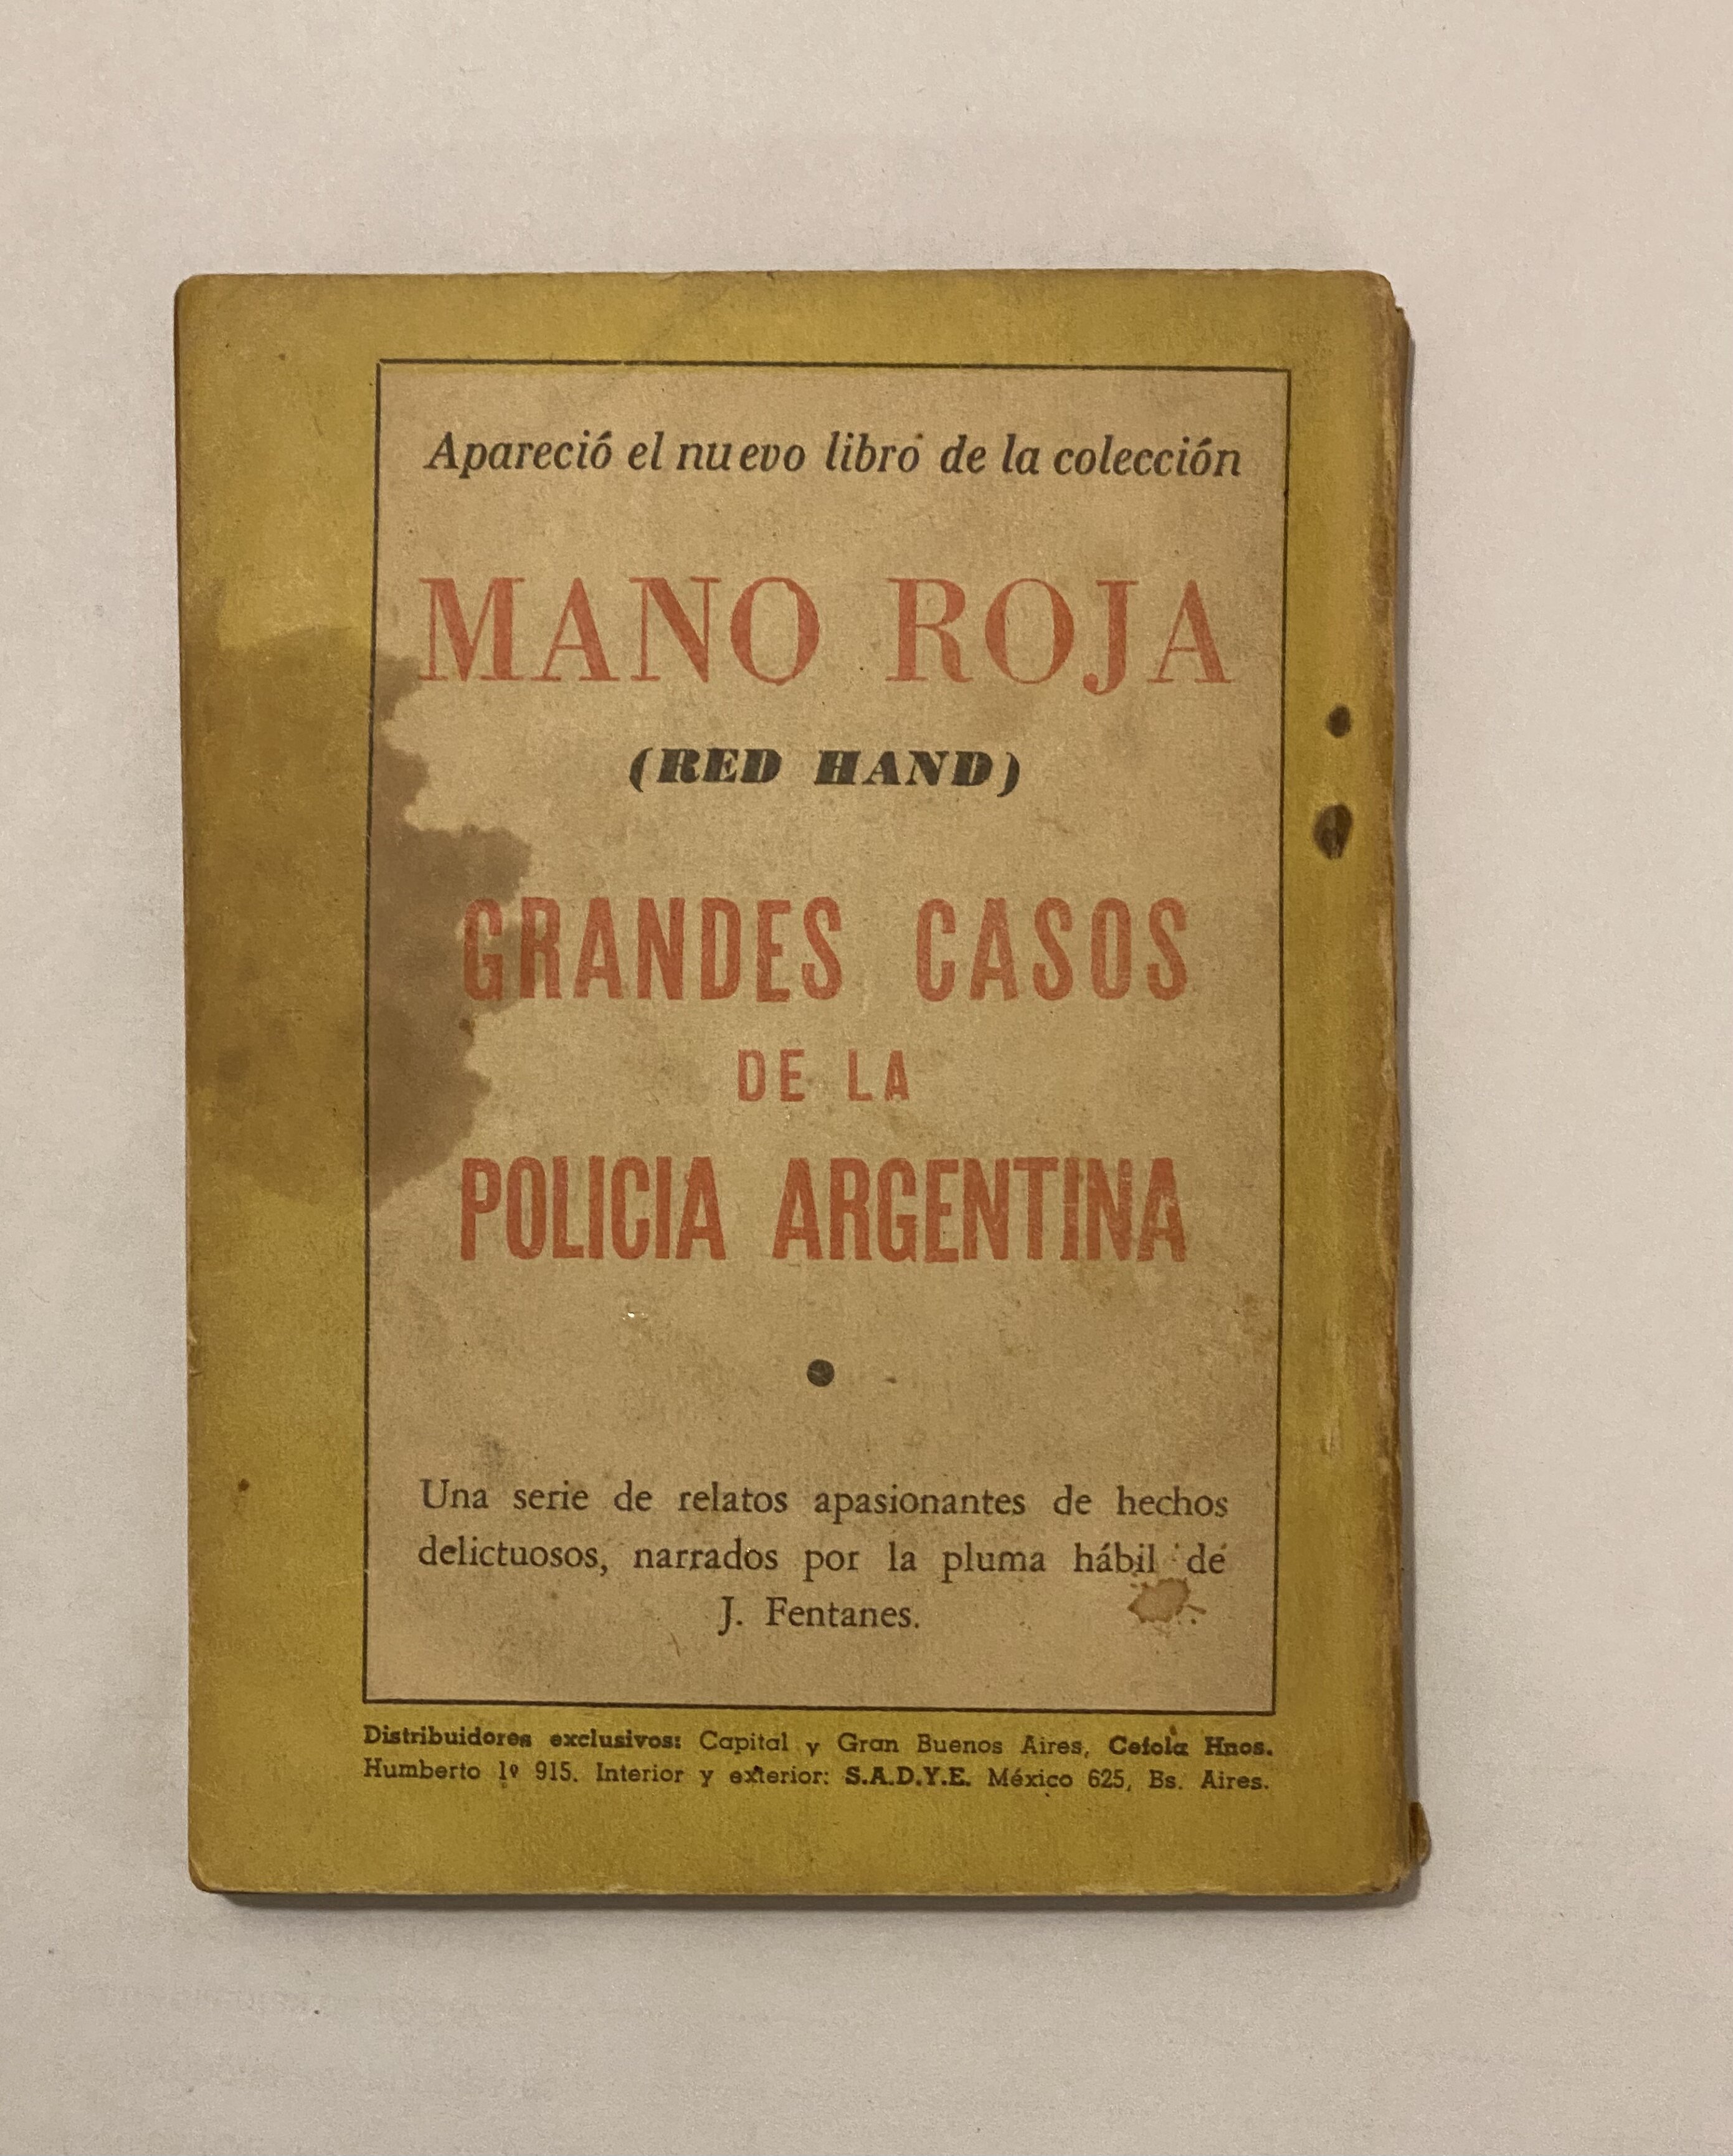 Apareció el nuevo libro de la colección
MANO ROJA
(RED HAND)
GRANDES CASOS
DE LA
POLICIA ARGENTINA
Una serie de relatos apasionantes de hechos
delictuosos, narrados por la pluma hábil de
J. Fentanes.
Distribuidores exclusivos: Capital y Gran Buenos Aires, Cefola Hnos.
Humberto 1º 915. Interior y exterior: S.A.D.Y.E. México 625, Bs. Aires.